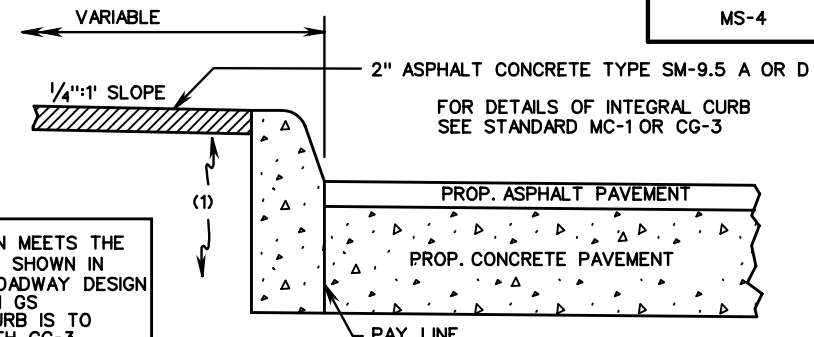 VARIABLE
MS-4
2" ASPHALT CONCRETE TYPE SM-9.5 A OR D
1/4":1' SLOPE
FOR DETAILS OF INTEGRAL CURB
SEE STANDARD MC-1 OR CG-3
(1)
PROP. ASPHALT PAVEMENT
PROP. CONCRETE PAVEMENT
N MEETS THE
SHOWN IN
OADWAY DESIGN
GS
URB IS TO
TH CG-3
PAY LINE